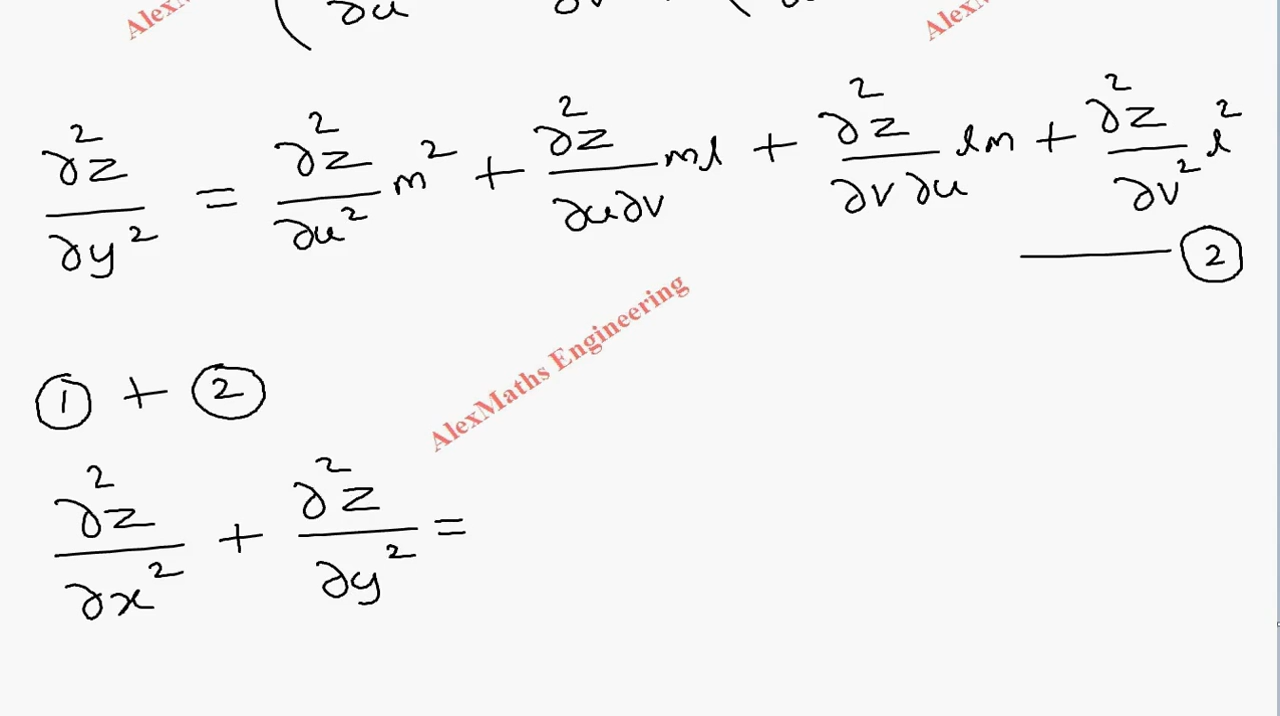 ∂u ∂v
∂²z/∂y² = ∂²z/∂u² m² + ∂²z/∂u∂v ml + ∂²z/∂v∂u lm + ∂²z/∂v² l²
—— ②
AlexMaths Engineering
① + ②
∂²z/∂x² + ∂²z/∂y² =